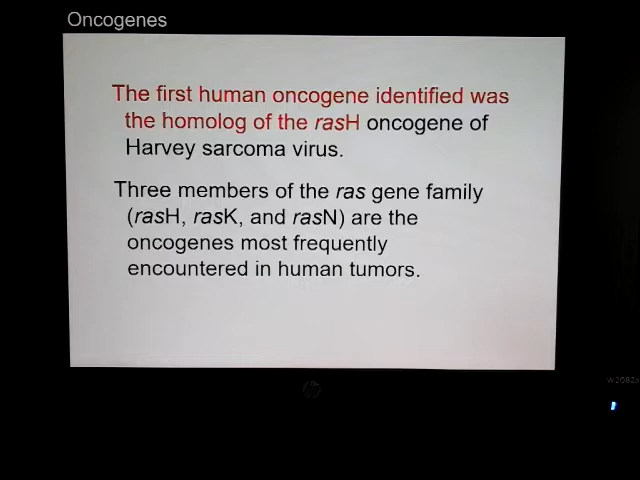 Oncogenes
The first human oncogene identified was
the homolog of the rasH oncogene of
Harvey sarcoma virus.
Three members of the ras gene family
(rasH, rasK, and rasN) are the
oncogenes most frequently
encountered in human tumors.
hp